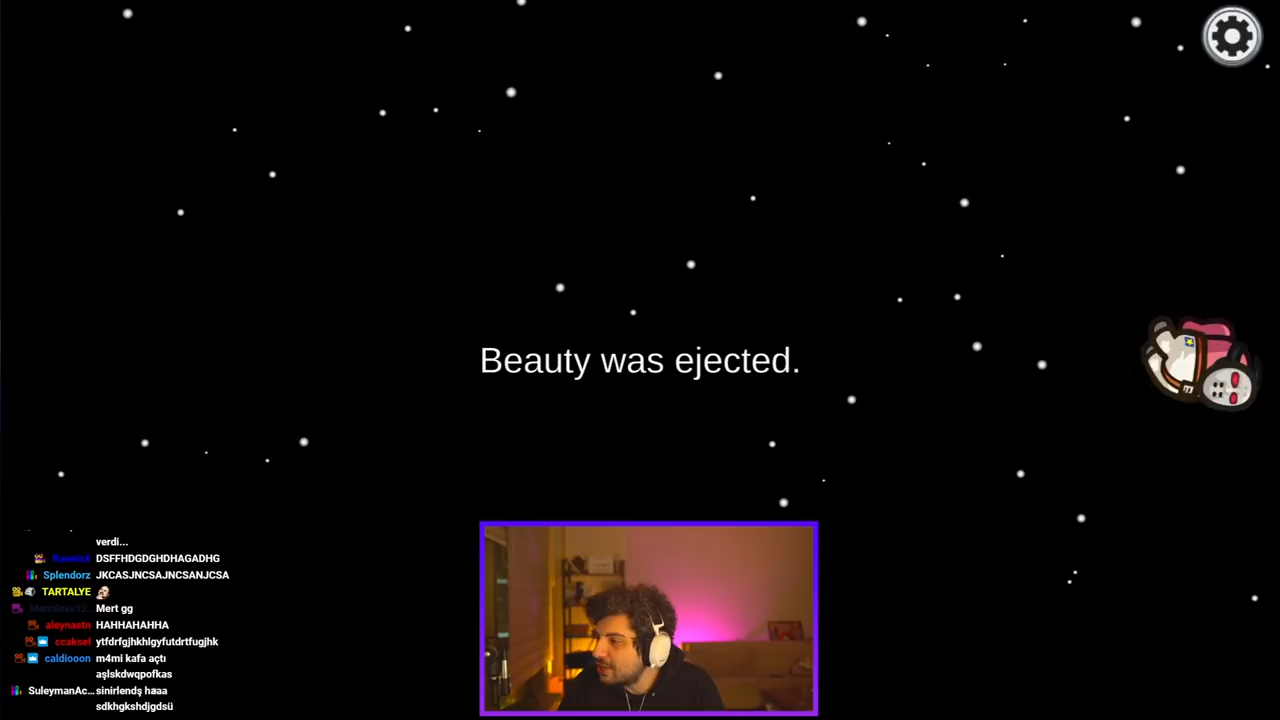 Beauty was ejected.
verdi...
DSFFHDGDGHDHAGADHG
Splendorz JKCASJNCSAJNCSANJCSA
TARTALYE
Mert gg
aleynastn HAHHAHAHHA
ccaksel ytfdrfgjhkhlgyfutdrtfugjhk
caldiooon m4mi kafa açtı
aşlskdwqpofkas
SuleymanAc... sinirlendş haaa
sdkhgkshdjgdsü